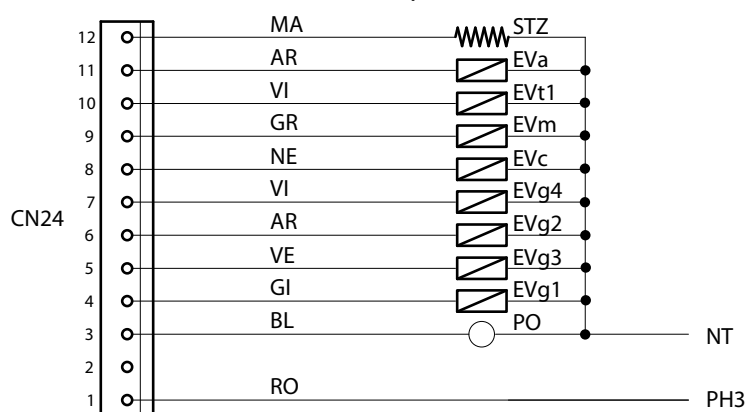 12 MA STZ
11 AR EVa
10 VI EVt1
9 GR EVm
8 NE EVc
7 VI EVg4
CN24
6 AR EVg2
5 VE EVg3
4 GI EVg1
3 BL PO NT
2
1 RO PH3